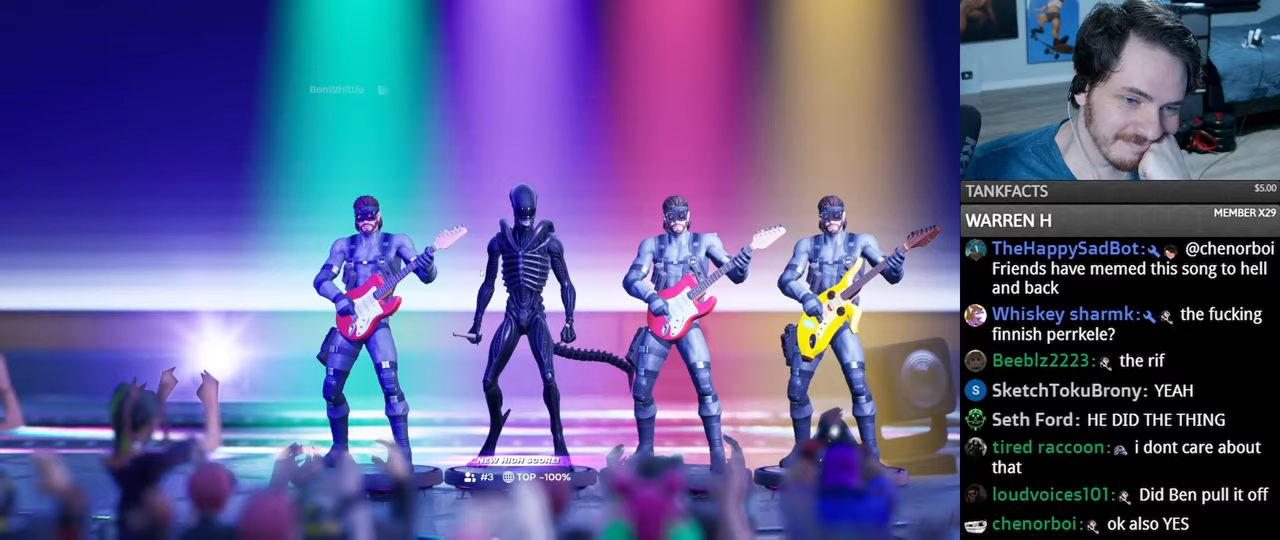 BenWhittle
NEW HIGH SCORE!
#3 TOP -100%
TANKFACTS
$5.00
WARREN H
MEMBER X29
TheHappySadBot: @chenorboi
Friends have memed this song to hell
and back
Whiskey sharmk: the fucking
finnish perrkele?
Beeblz2223: the rif
S SketchTokuBrony: YEAH
Seth Ford: HE DID THE THING
tired raccoon: i dont care about
that
loudvoices101: Did Ben pull it off
chenorboi: ok also YES